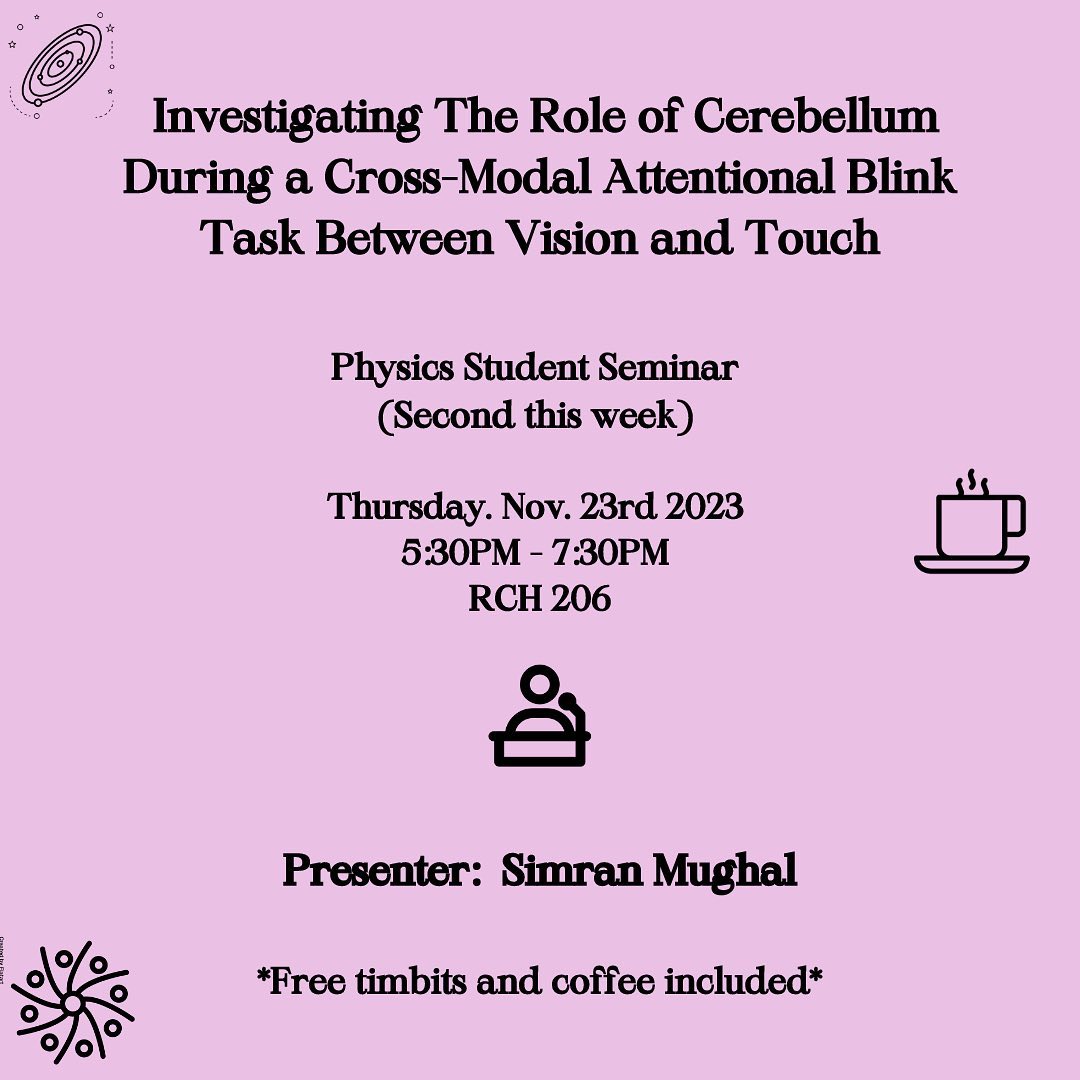 Investigating The Role of Cerebellum
During a Cross-Modal Attentional Blink
Task Between Vision and Touch
Physics Student Seminar
(Second this week)
Thursday. Nov. 23rd 2023
5:30PM - 7:30PM
RCH 206
Presenter: Simran Mughal
*Free timbits and coffee included*